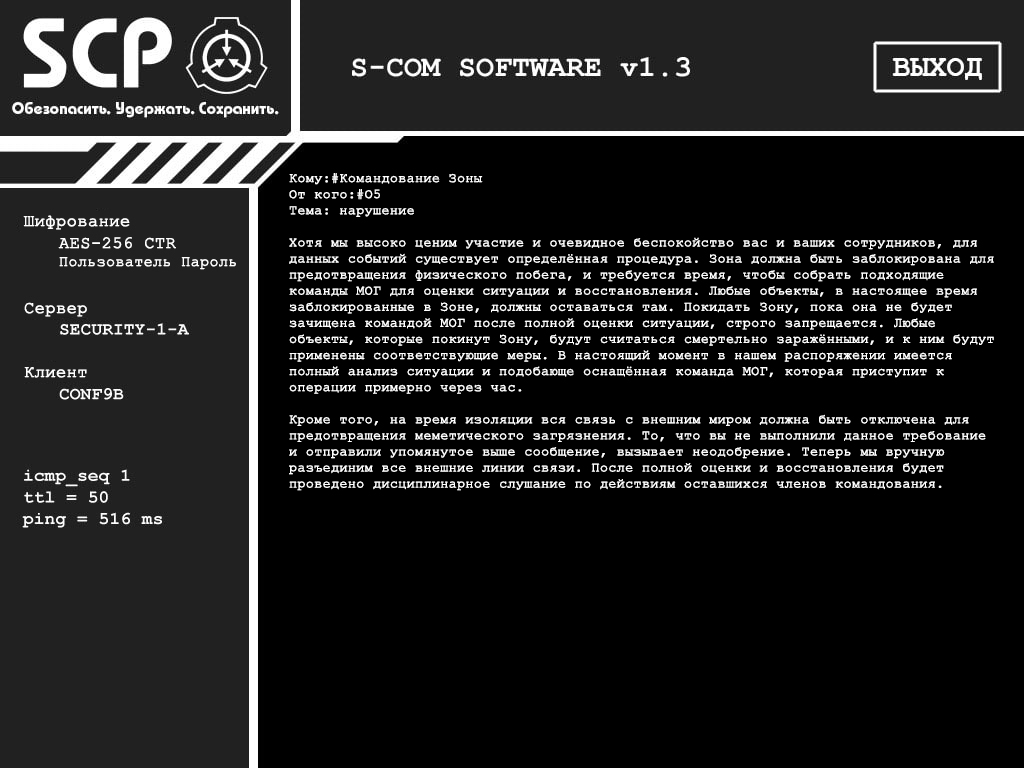 SCP
Обезопасить. Удержать. Сохранить.
S-COM SOFTWARE v1.3
ВЫХОД
Шифрование
AES-256 CTR
Пользователь Пароль
Сервер
SECURITY-1-A
Клиент
CONF9B
icmp_seq 1
ttl = 50
ping = 516 ms
Кому:#Командование Зоны
От кого:#O5
Тема: нарушение
Хотя мы высоко ценим участие и очевидное беспокойство вас и ваших сотрудников, для
данных событий существует определённая процедура. Зона должна быть заблокирована для
предотвращения физического побега, и требуется время, чтобы собрать подходящие
команды МОГ для оценки ситуации и восстановления. Любые объекты, в настоящее время
заблокированные в Зоне, должны оставаться там. Покидать Зону, пока она не будет
зачищена командой МОГ после полной оценки ситуации, строго запрещается. Любые
объекты, которые покинут Зону, будут считаться смертельно заражёнными, и к ним будут
применены соответствующие меры. В настоящий момент в нашем распоряжении имеется
полный анализ ситуации и подобающе оснащённая команда МОГ, которая приступит к
операции примерно через час.
Кроме того, на время изоляции вся связь с внешним миром должна быть отключена для
предотвращения меметического загрязнения. То, что вы не выполнили данное требование
и отправили упомянутое выше сообщение, вызывает неодобрение. Теперь мы вручную
разъединим все внешние линии связи. После полной оценки и восстановления будет
проведено дисциплинарное слушание по действиям оставшихся членов командования.